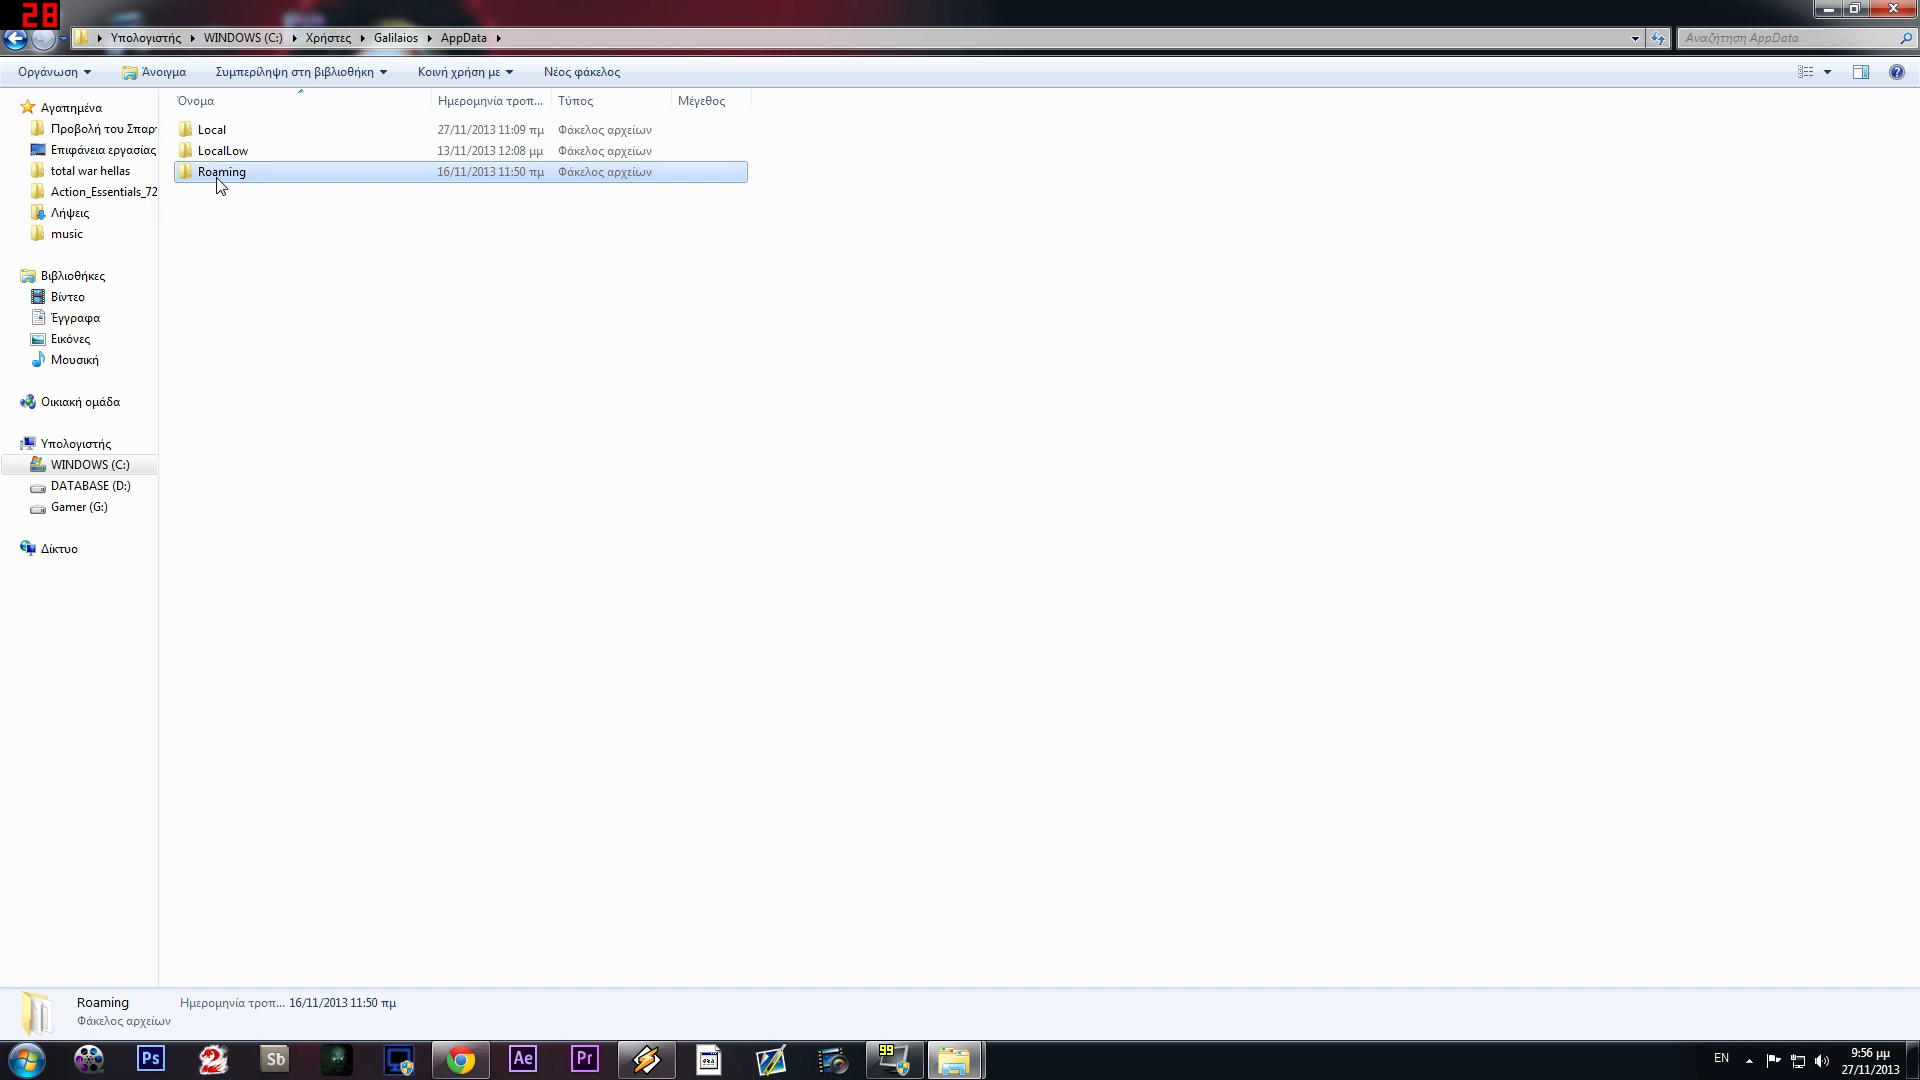 28
Υπολογιστής WINDOWS (C:) Χρήστες Galilaios AppData
Αναζήτηση AppData
Οργάνωση Άνοιγμα Συμπερίληψη στη βιβλιοθήκη Κοινή χρήση με Νέος φάκελος
Όνομα Ημερομηνία τροπ... Τύπος Μέγεθος
Local 27/11/2013 11:09 πμ Φάκελος αρχείων
LocalLow 13/11/2013 12:08 μμ Φάκελος αρχείων
Roaming 16/11/2013 11:50 πμ Φάκελος αρχείων
Αγαπημένα
Προβολή του Σπαρ
Επιφάνεια εργασίας
total war hellas
Action_Essentials_72
Λήψεις
music
Βιβλιοθήκες
Βίντεο
Έγγραφα
Εικόνες
Μουσική
Οικιακή ομάδα
Υπολογιστής
WINDOWS (C:)
DATABASE (D:)
Gamer (G:)
Δίκτυο
Roaming Ημερομηνία τροπ... 16/11/2013 11:50 πμ
Φάκελος αρχείων
Ps 2 Sb Ae Pr 99
EN 9:56 μμ
27/11/2013